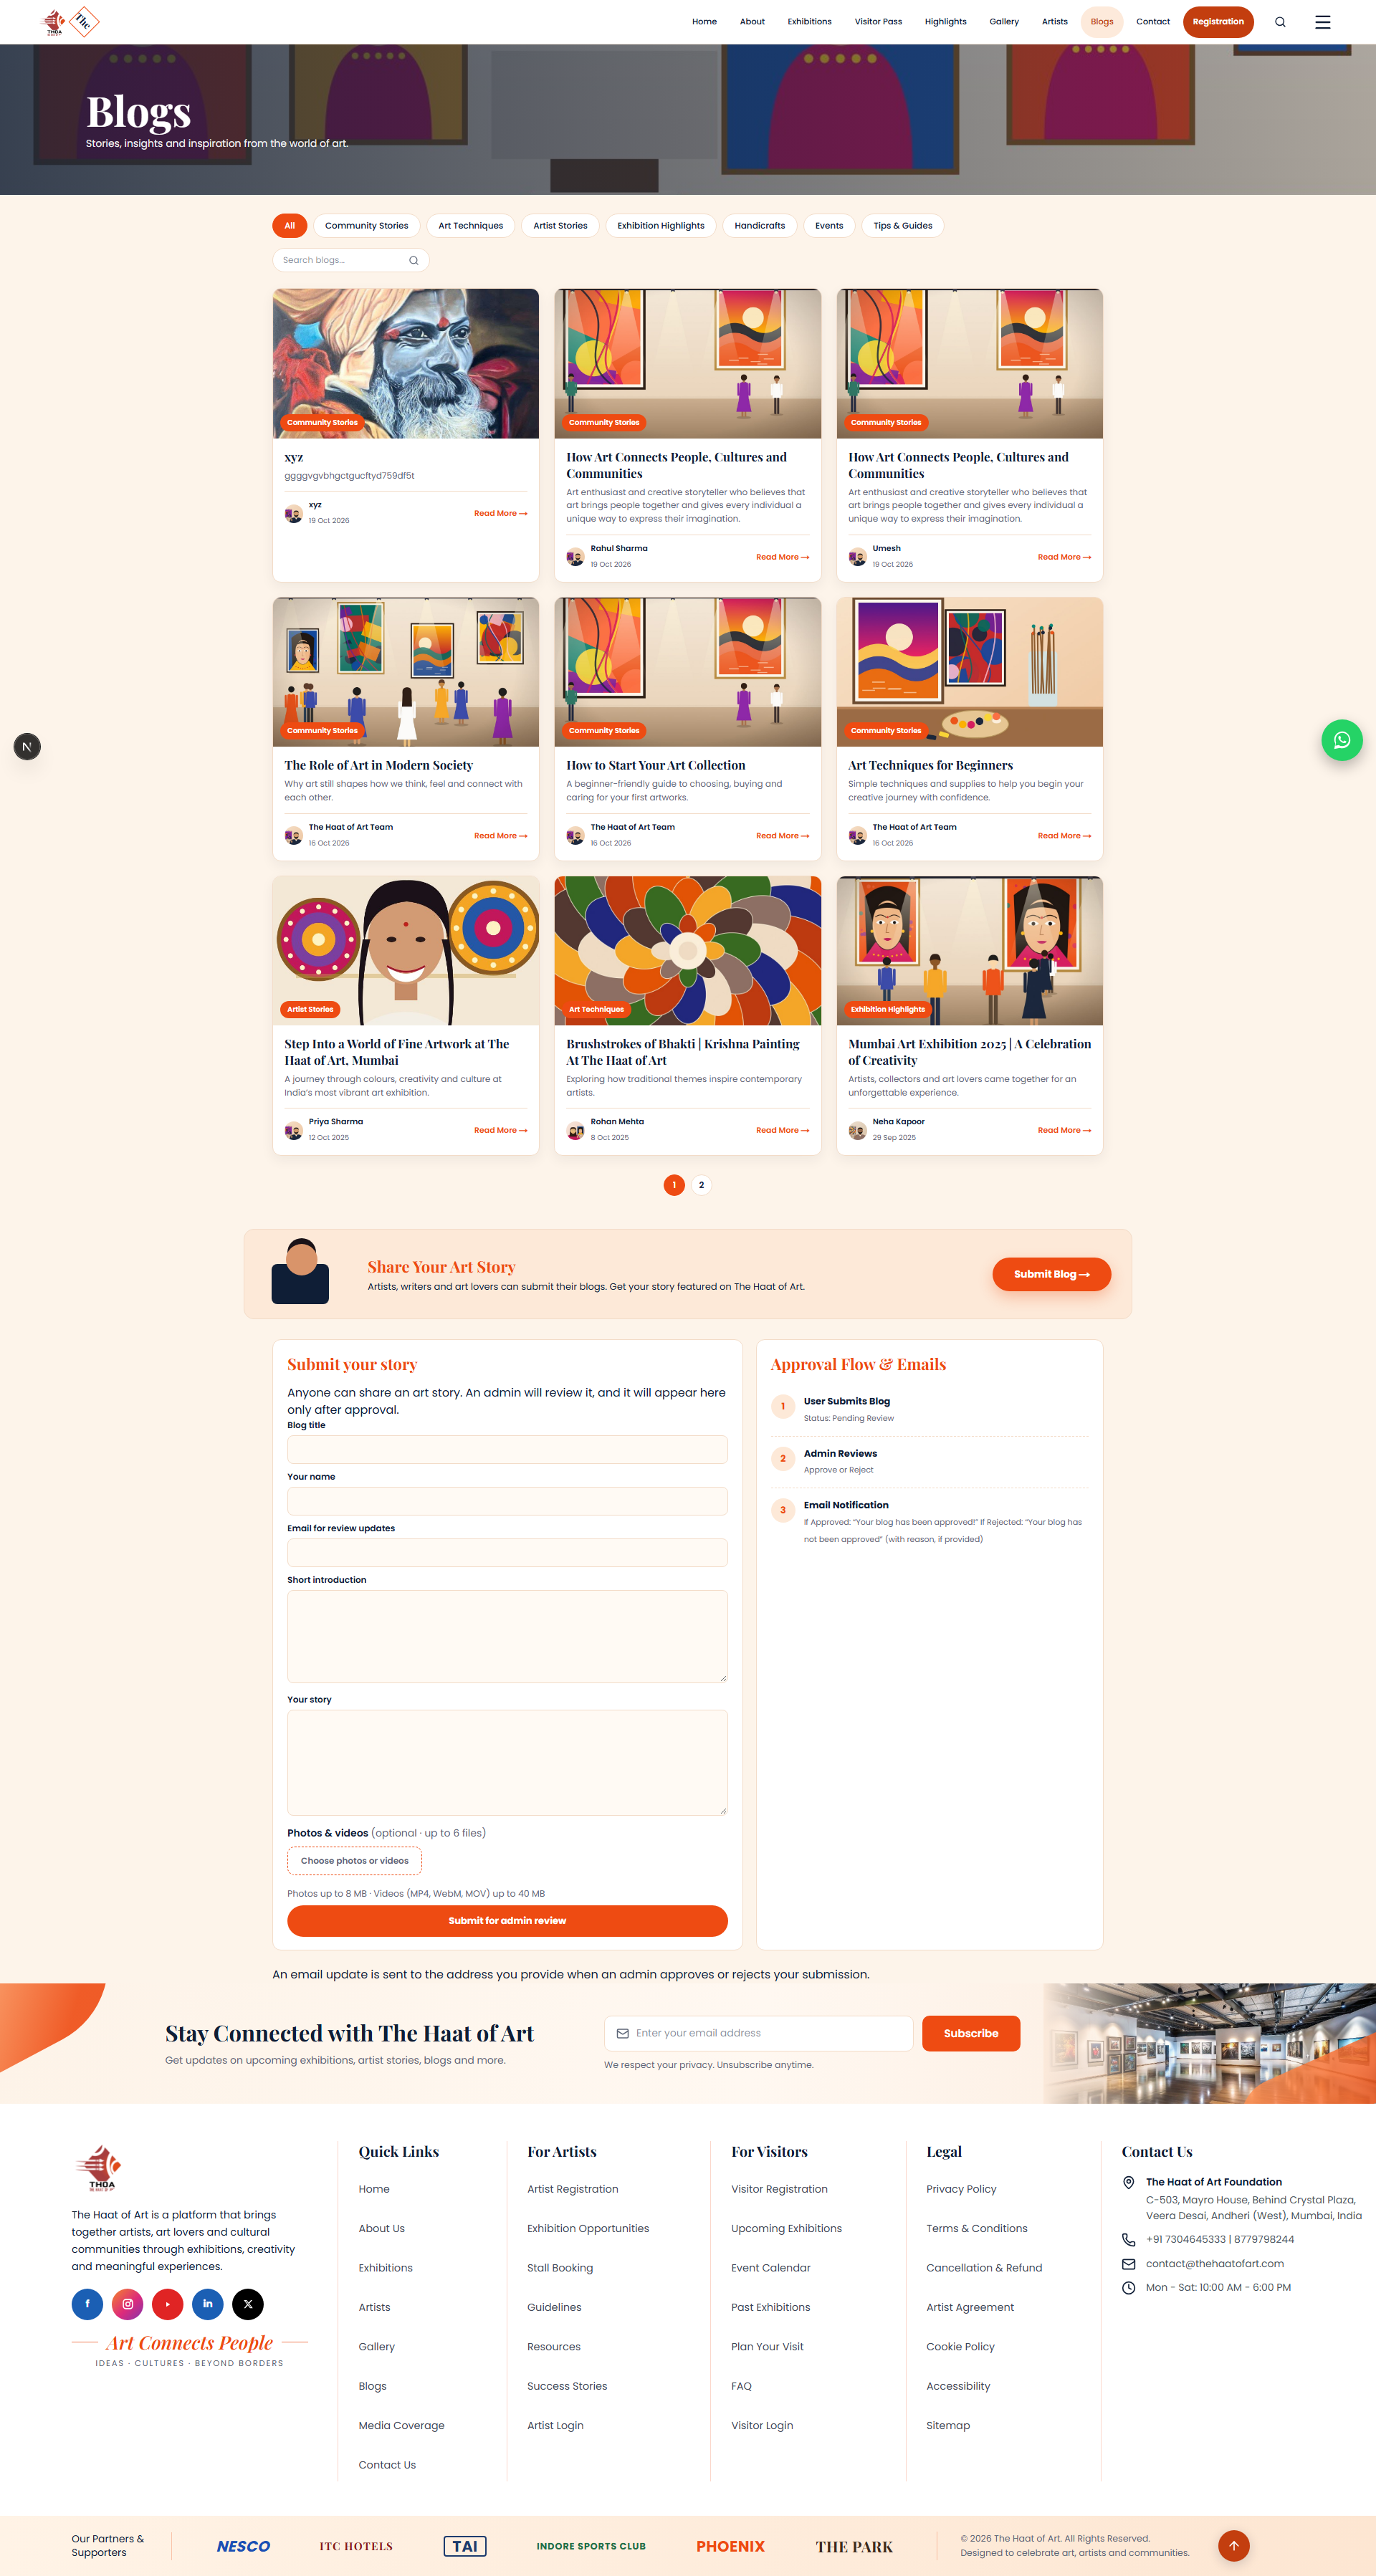 THOA
The
Home About Exhibitions Visitor Pass Highlights Gallery Artists Blogs Contact Registration
Blogs
Stories, insights and inspiration from the world of art.
All Community Stories Art Techniques Artist Stories Exhibition Highlights Handicrafts Events Tips & Guides
Search blogs...
Community Stories
xyz
ggggvgvbhgctgucftyd759df5t
xyz
19 Oct 2026
Read More →
Community Stories
How Art Connects People, Cultures and
Communities
Art enthusiast and creative storyteller who believes that
art brings people together and gives every individual a
unique way to express their imagination.
Rahul Sharma
19 Oct 2026
Read More →
Community Stories
How Art Connects People, Cultures and
Communities
Art enthusiast and creative storyteller who believes that
art brings people together and gives every individual a
unique way to express their imagination.
Umesh
19 Oct 2026
Read More →
Community Stories
The Role of Art in Modern Society
Why art still shapes how we think, feel and connect with
each other.
The Haat of Art Team
16 Oct 2026
Read More →
Community Stories
How to Start Your Art Collection
A beginner-friendly guide to choosing, buying and
caring for your first artworks.
The Haat of Art Team
16 Oct 2026
Read More →
Community Stories
Art Techniques for Beginners
Simple techniques and supplies to help you begin your
creative journey with confidence.
The Haat of Art Team
16 Oct 2026
Read More →
N
Artist Stories
Step Into a World of Fine Artwork at The
Haat of Art, Mumbai
A journey through colours, creativity and culture at
India's most vibrant art exhibition.
Priya Sharma
12 Oct 2025
Read More →
Art Techniques
Brushstrokes of Bhakti | Krishna Painting
At The Haat of Art
Exploring how traditional themes inspire contemporary
artists.
Rohan Mehta
8 Oct 2025
Read More →
Exhibition Highlights
Mumbai Art Exhibition 2025 | A Celebration
of Creativity
Artists, collectors and art lovers came together for an
unforgettable experience.
Neha Kapoor
29 Sep 2025
Read More →
1 2
Share Your Art Story
Artists, writers and art lovers can submit their blogs. Get your story featured on The Haat of Art.
Submit Blog →
Submit your story
Anyone can share an art story. An admin will review it, and it will appear here
only after approval.
Blog title
Your name
Email for review updates
Short introduction
Your story
Photos & videos (optional · up to 6 files)
Choose photos or videos
Photos up to 8 MB · Videos (MP4, WebM, MOV) up to 40 MB
Submit for admin review
Approval Flow & Emails
1
User Submits Blog
Status: Pending Review
2
Admin Reviews
Approve or Reject
3
Email Notification
If Approved: “Your blog has been approved!” If Rejected: “Your blog has
not been approved” (with reason, if provided)
An email update is sent to the address you provide when an admin approves or rejects your submission.
Stay Connected with The Haat of Art
Get updates on upcoming exhibitions, artist stories, blogs and more.
Enter your email address
Subscribe
We respect your privacy. Unsubscribe anytime.
THOA
The Haat of Art is a platform that brings
together artists, art lovers and cultural
communities through exhibitions, creativity
and meaningful experiences.
f in X
Art Connects People
IDEAS · CULTURES · BEYOND BORDERS
Quick Links
Home
About Us
Exhibitions
Artists
Gallery
Blogs
Media Coverage
Contact Us
For Artists
Artist Registration
Exhibition Opportunities
Stall Booking
Guidelines
Resources
Success Stories
Artist Login
For Visitors
Visitor Registration
Upcoming Exhibitions
Event Calendar
Past Exhibitions
Plan Your Visit
FAQ
Visitor Login
Legal
Privacy Policy
Terms & Conditions
Cancellation & Refund
Artist Agreement
Cookie Policy
Accessibility
Sitemap
Contact Us
The Haat of Art Foundation
C-503, Mayro House, Behind Crystal Plaza,
Veera Desai, Andheri (West), Mumbai, India
+91 7304645333 | 8779798244
contact@thehaatofart.com
Mon - Sat: 10:00 AM - 6:00 PM
Our Partners &
Supporters
NESCO ITC HOTELS TAI INDORE SPORTS CLUB PHOENIX THE PARK
© 2026 The Haat of Art. All Rights Reserved.
Designed to celebrate art, artists and communities.